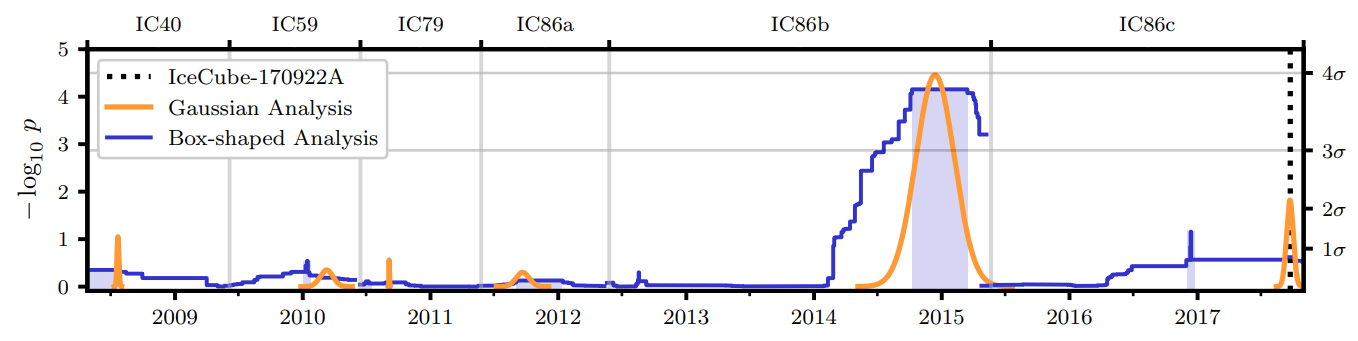 IC40 IC59 IC79 IC86a IC86b IC86c
5
4
3
2
1
0
− log₁₀ p
IceCube-170922A
Gaussian Analysis
Box-shaped Analysis
4σ
3σ
2σ
1σ
2009 2010 2011 2012 2013 2014 2015 2016 2017